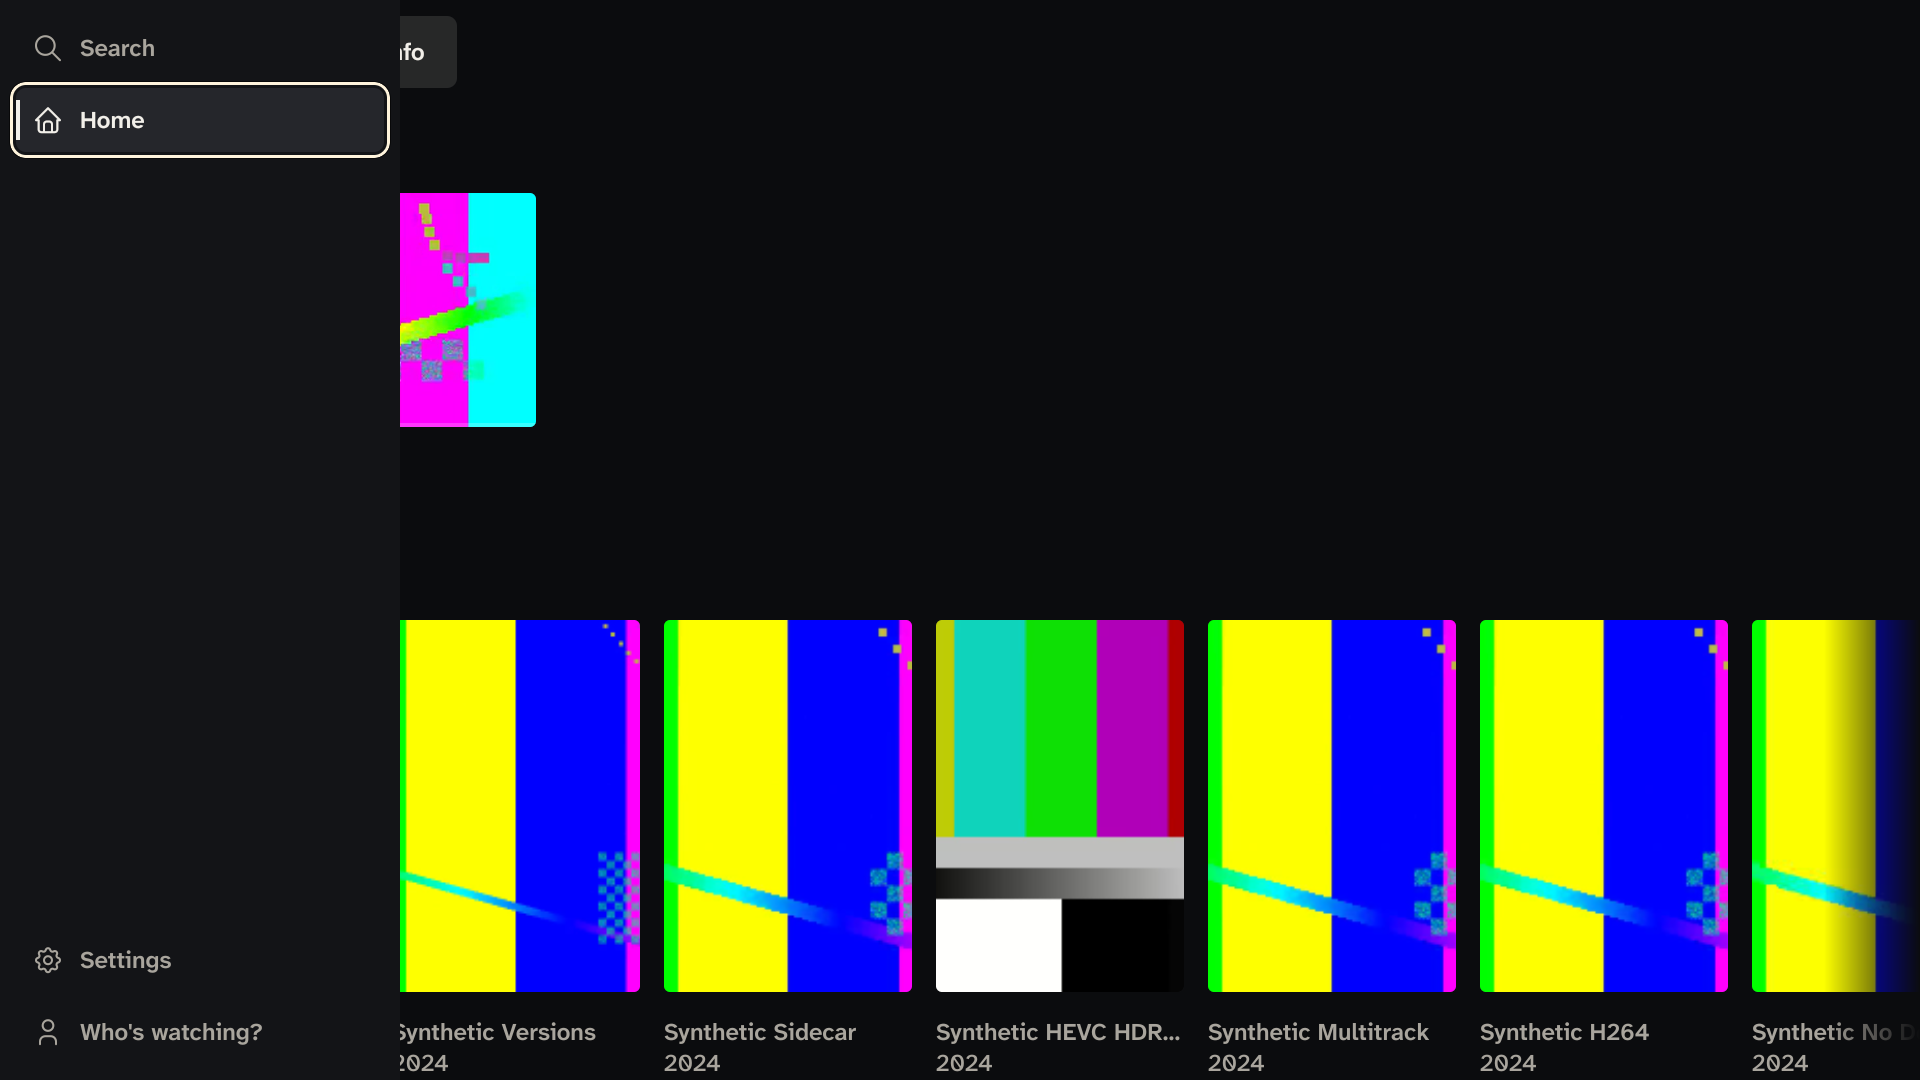 Search
Home
Settings
Who's watching?
Synthetic Versions
2024
Synthetic Sidecar
2024
Synthetic HEVC HDR...
2024
Synthetic Multitrack
2024
Synthetic H264
2024
Synthetic No
2024